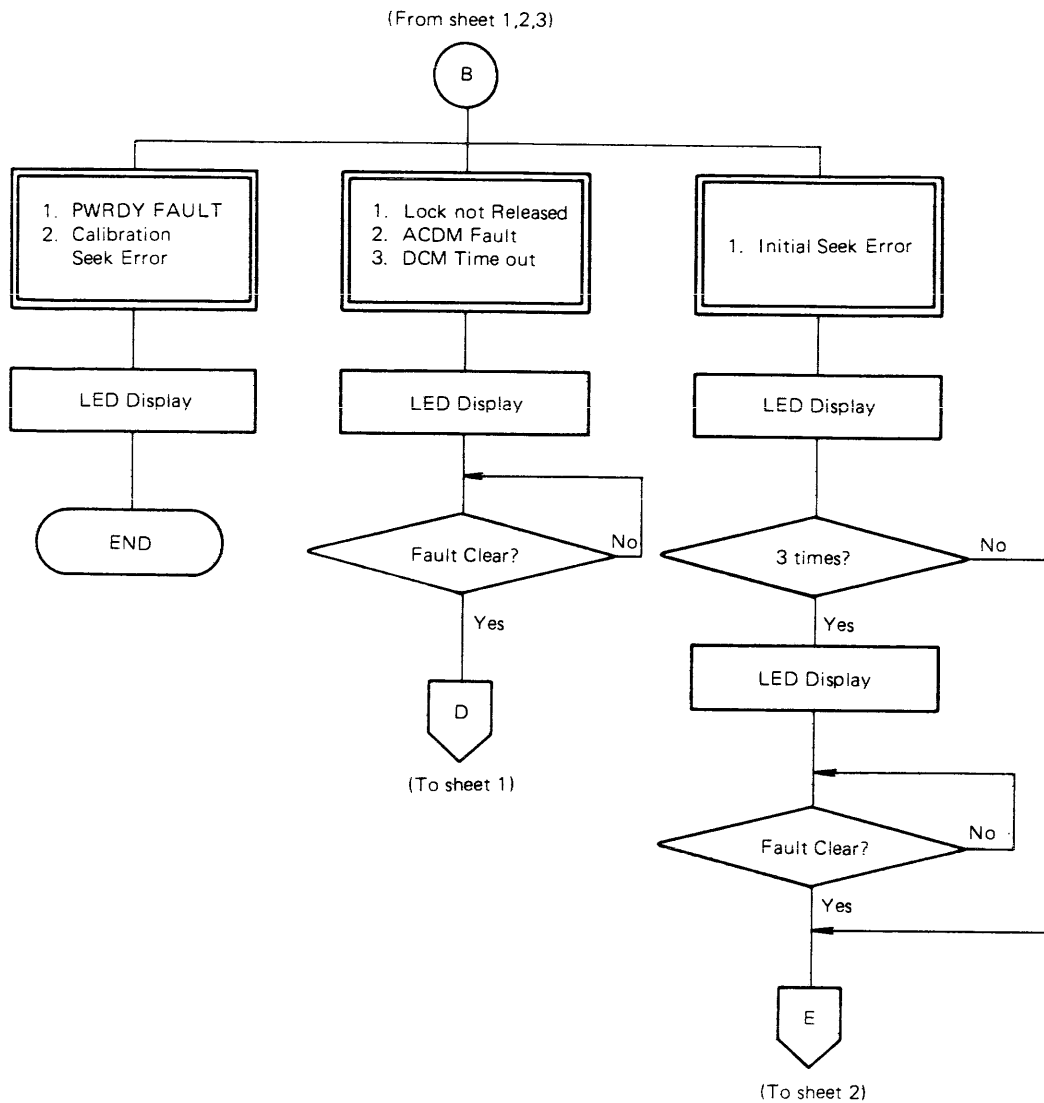 (From sheet 1,2,3)
B
1. PWRDY FAULT
2. Calibration
Seek Error
1. Lock not Released
2. ACDM Fault
3. DCM Time out
1. Initial Seek Error
LED Display
LED Display
LED Display
END
Fault Clear?
No
Yes
D
(To sheet 1)
3 times?
No
Yes
LED Display
Fault Clear?
No
Yes
E
(To sheet 2)